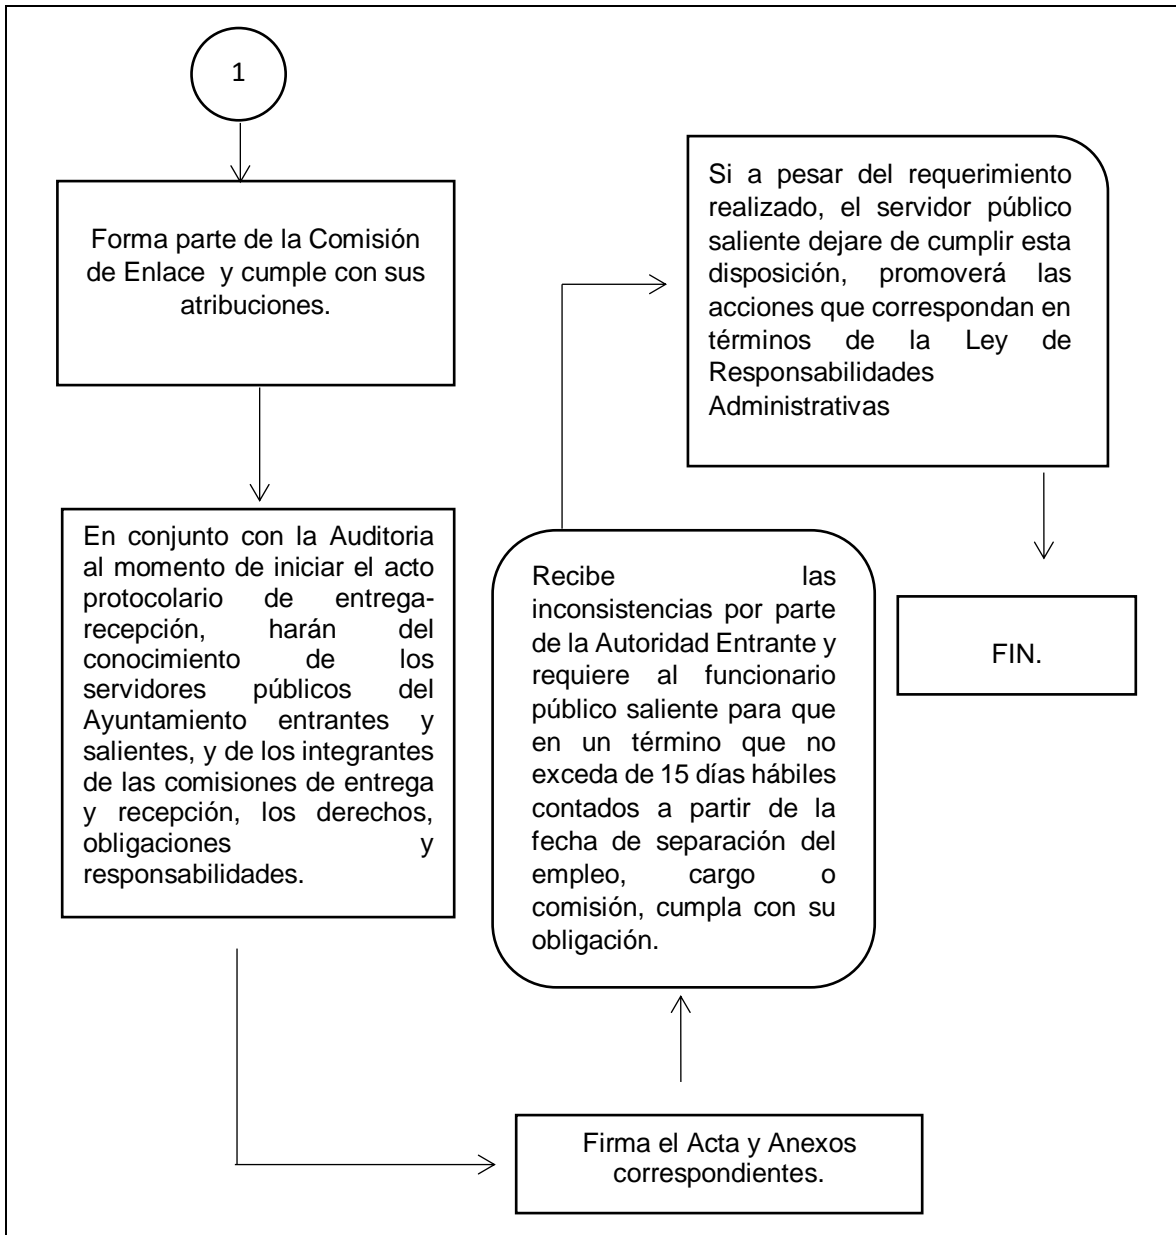 1
Forma parte de la Comisión
de Enlace y cumple con sus
atribuciones.
En conjunto con la Auditoria
al momento de iniciar el acto
protocolario de entrega-
recepción, harán del
conocimiento de los
servidores públicos del
Ayuntamiento entrantes y
salientes, y de los integrantes
de las comisiones de entrega
y recepción, los derechos,
obligaciones y
responsabilidades.
Firma el Acta y Anexos
correspondientes.
Recibe las
inconsistencias por parte
de la Autoridad Entrante y
requiere al funcionario
público saliente para que
en un término que no
exceda de 15 días hábiles
contados a partir de la
fecha de separación del
empleo, cargo o
comisión, cumpla con su
obligación.
Si a pesar del requerimiento
realizado, el servidor público
saliente dejare de cumplir esta
disposición, promoverá las
acciones que correspondan en
términos de la Ley de
Responsabilidades
Administrativas
FIN.